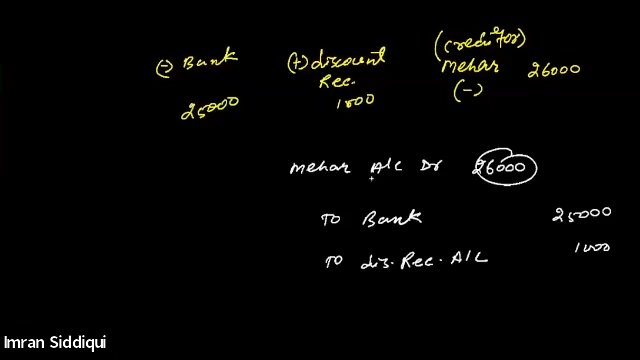 (-) Bank (+) discount Rec. (creditor) Mehar 26000
25000 1000 (-)
Mehar A/c Dr 26000
To Bank 25000
To dis. Rec. A/c 1000
Imran Siddiqui